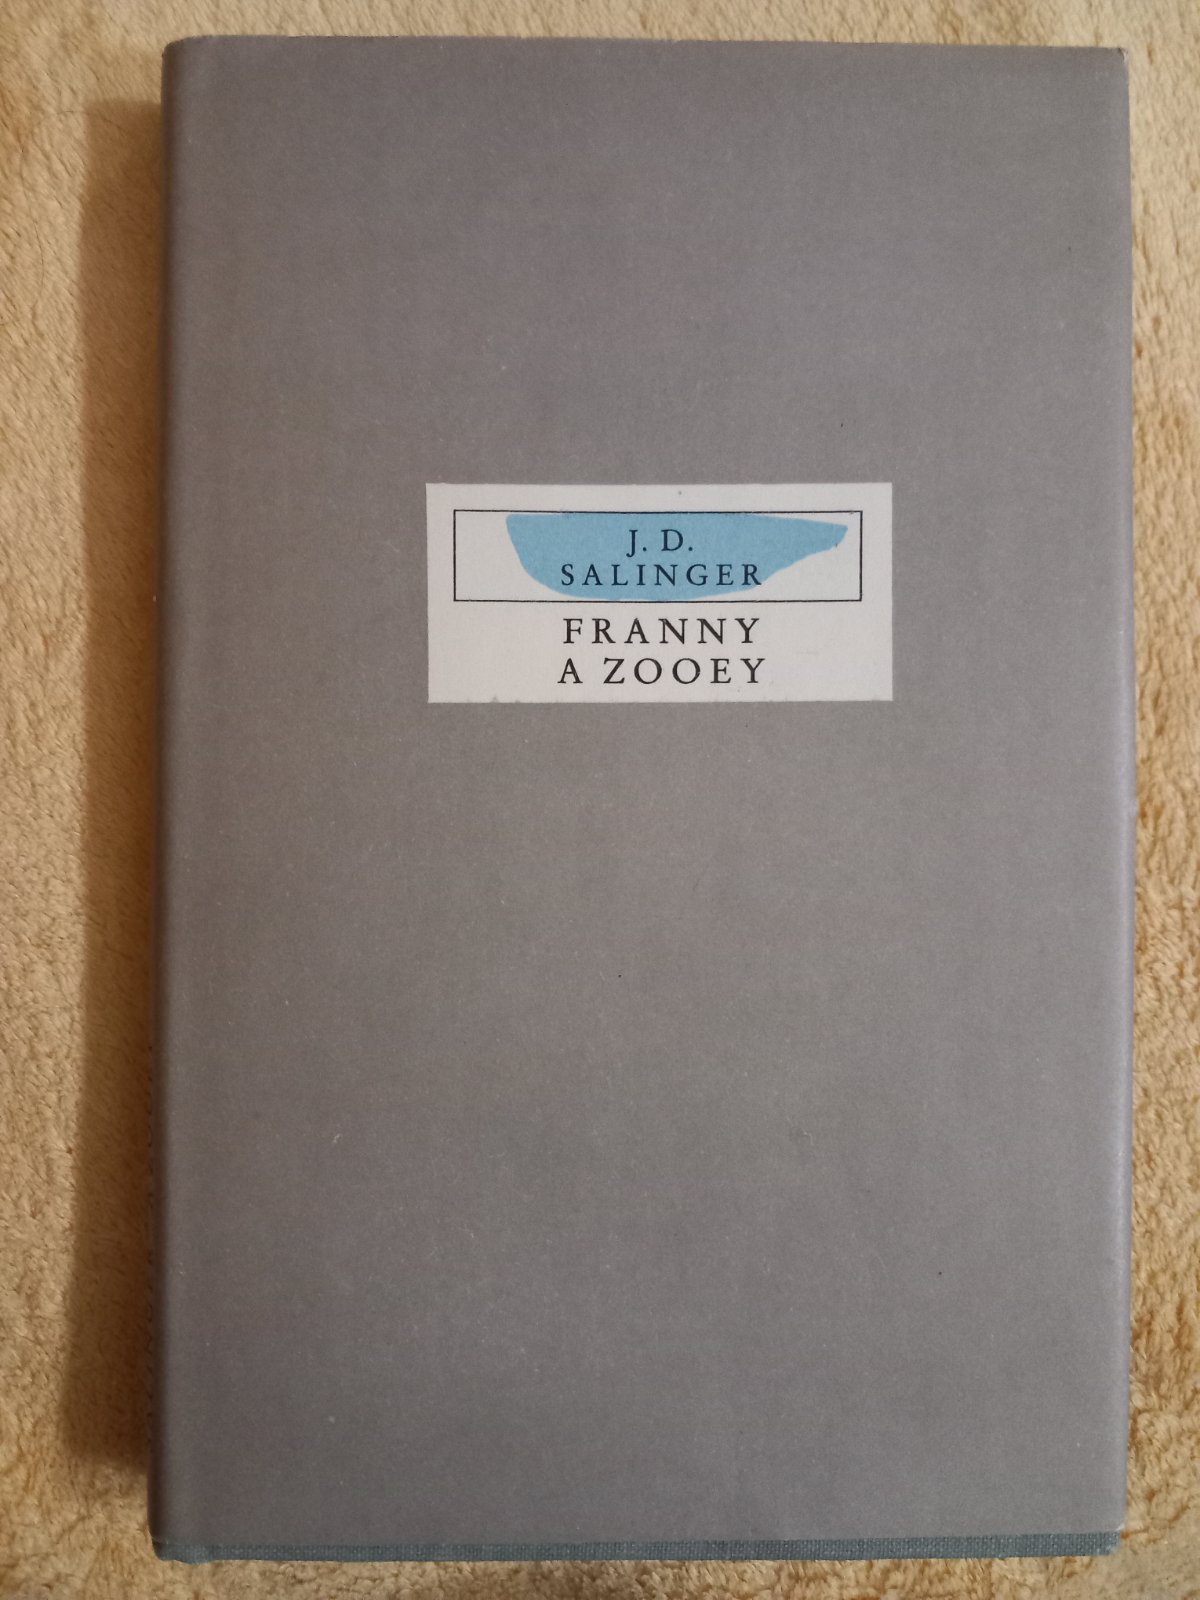 J. D.
SALINGER
FRANNY
A ZOOEY